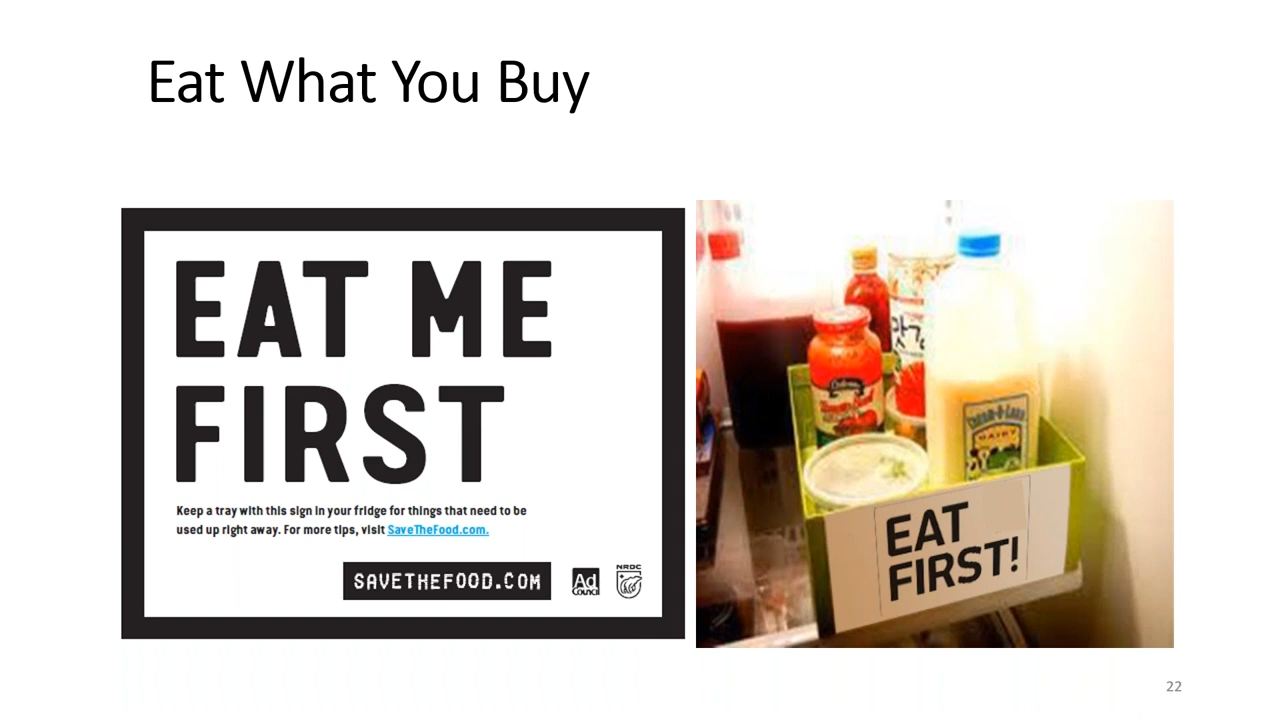 Eat What You Buy
EAT ME
FIRST
Keep a tray with this sign in your fridge for things that need to be
used up right away. For more tips, visit SaveTheFood.com.
SAVETHEFOOD.COM
Ad
Council
NRDC
DAIRY
EAT
FIRST!
22